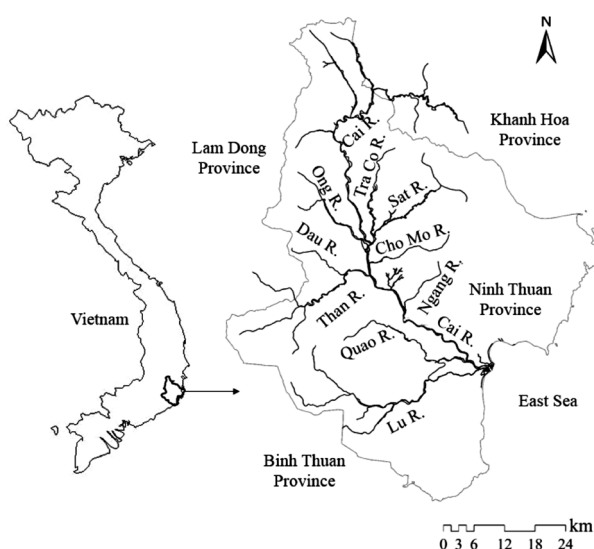 N
Khanh Hoa
Province
Lam Dong
Province
Cai R.
Tra Co R.
Ong R.
Sat R.
Dau R.
Cho Mo R.
Ngang R.
Ninh Thuan
Province
Than R.
Vietnam
Quao R.
Cai R.
East Sea
Lu R.
Binh Thuan
Province
km
0 3 6 12 18 24